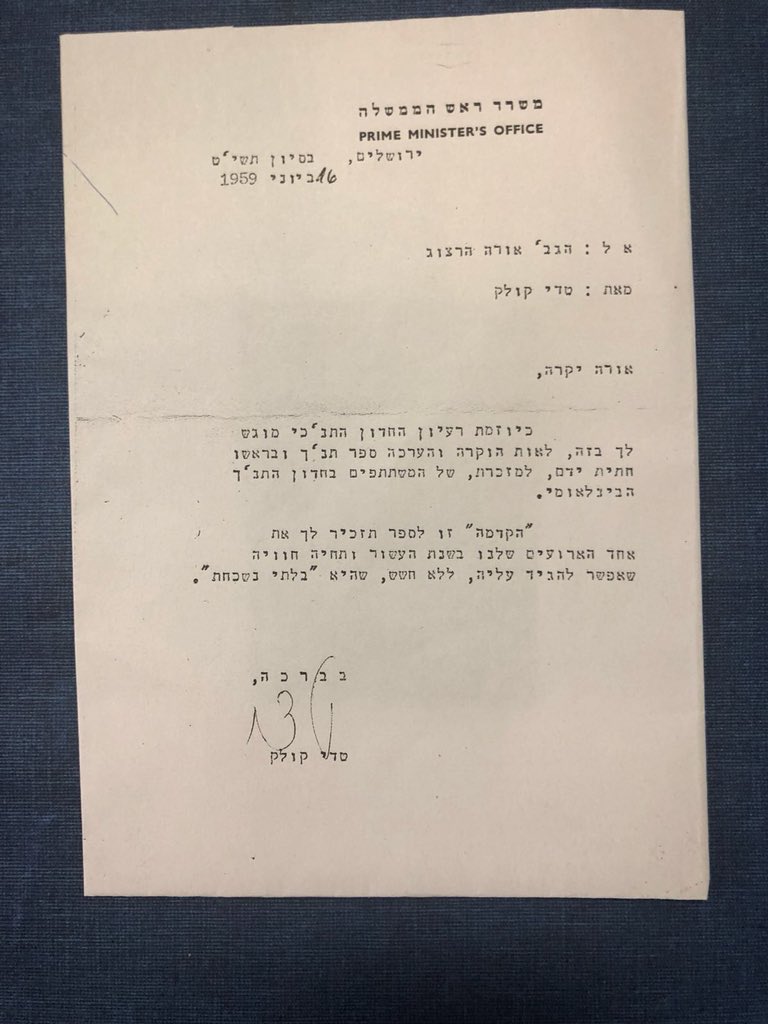 משרד ראש הממשלה
PRIME MINISTER'S OFFICE
ירושלים, בסיון תשי'ט
16 ביוני 1959
א ל : הגב' אורה הרצוג
מאת : טדי קולק
אורה יקרה,
כיוזמת רעיון החדון התנ'כי מוגש
לך בזה, לאות הוקרה והערכה ספר תנ'ך ובראשו
חתית ידם, למזכרת, של המשתתפים בחדון התנ'ך
הבינלאומי.
"הקדמה" זו לספר תזכיר לך את
אחד הארועים שלנו בשנת העשור ותחיה חוויה
שאפשר להגיד עליה, ללא חשש, שהיא "בלתי נשכחת".
ב ב ר כ ה,
טדי
טדי קולק